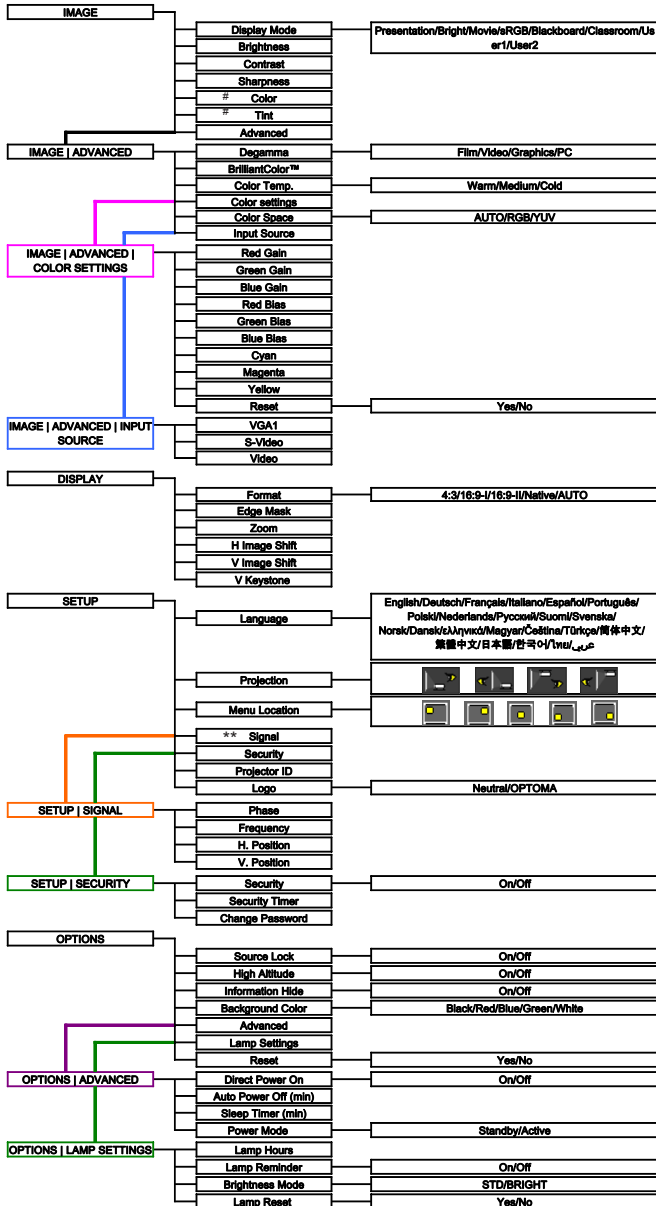 IMAGE
Display Mode
Presentation/Bright/Movie/sRGB/Blackboard/Classroom/Us
er1/User2
Brightness
Contrast
Sharpness
# Color
# Tint
Advanced
IMAGE | ADVANCED
Degamma
Film/Video/Graphics/PC
BrilliantColor™
Color Temp.
Warm/Medium/Cold
Color settings
Color Space
AUTO/RGB/YUV
Input Source
IMAGE | ADVANCED |
COLOR SETTINGS
Red Gain
Green Gain
Blue Gain
Red Bias
Green Bias
Blue Bias
Cyan
Magenta
Yellow
Reset
Yes/No
IMAGE | ADVANCED | INPUT
SOURCE
VGA1
S-Video
Video
DISPLAY
Format
4:3/16:9-I/16:9-II/Native/AUTO
Edge Mask
Zoom
H Image Shift
V Image Shift
V Keystone
SETUP
Language
English/Deutsch/Français/Italiano/Español/Português/
Polski/Nederlands/Русский/Suomi/Svenska/
Norsk/Dansk/ελληνικά/Magyar/Čeština/Türkçe/简体中文/
繁體中文/日本語/한국어/ไทย/عربي
Projection
Menu Location
** Signal
Security
Projector ID
Logo
Neutral/OPTOMA
SETUP | SIGNAL
Phase
Frequency
H. Position
V. Position
SETUP | SECURITY
Security
On/Off
Security Timer
Change Password
OPTIONS
Source Lock
On/Off
High Altitude
On/Off
Information Hide
On/Off
Background Color
Black/Red/Blue/Green/White
Advanced
Lamp Settings
Reset
Yes/No
OPTIONS | ADVANCED
Direct Power On
On/Off
Auto Power Off (min)
Sleep Timer (min)
Power Mode
Standby/Active
OPTIONS | LAMP SETTINGS
Lamp Hours
Lamp Reminder
On/Off
Brightness Mode
STD/BRIGHT
Lamp Reset
Yes/No